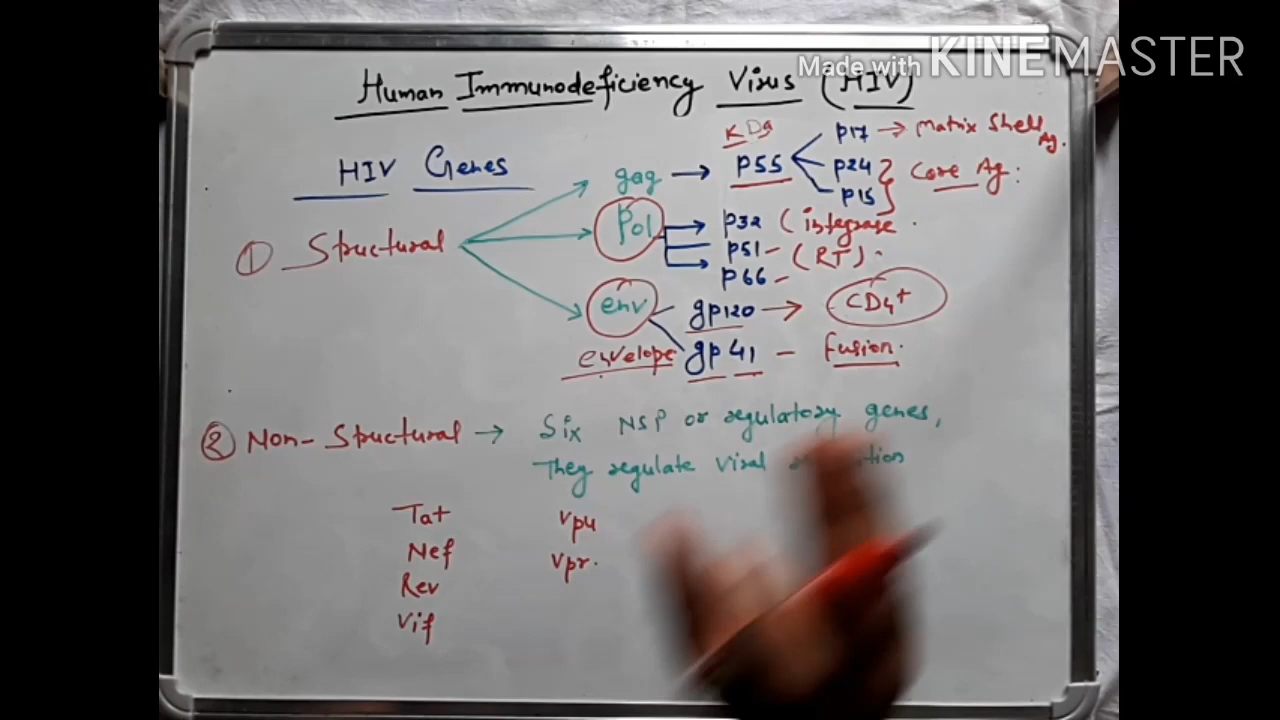 Made with KINEMASTER
Human Immunodeficiency Virus (HIV)
HIV Genes
① Structural
gag → P55
KDa
p17 → Matrix Shell Ag.
p24
p15
Core Ag:
Pol
p32 (integrase
p51 - (RT)
p66 -
env
gp120 → CD4+
envelope gp41 - fusion.
② Non-Structural → Six NSP or regulatory genes,
They regulate viral
Tat
Nef
Rev
Vif
Vpu
Vpr.